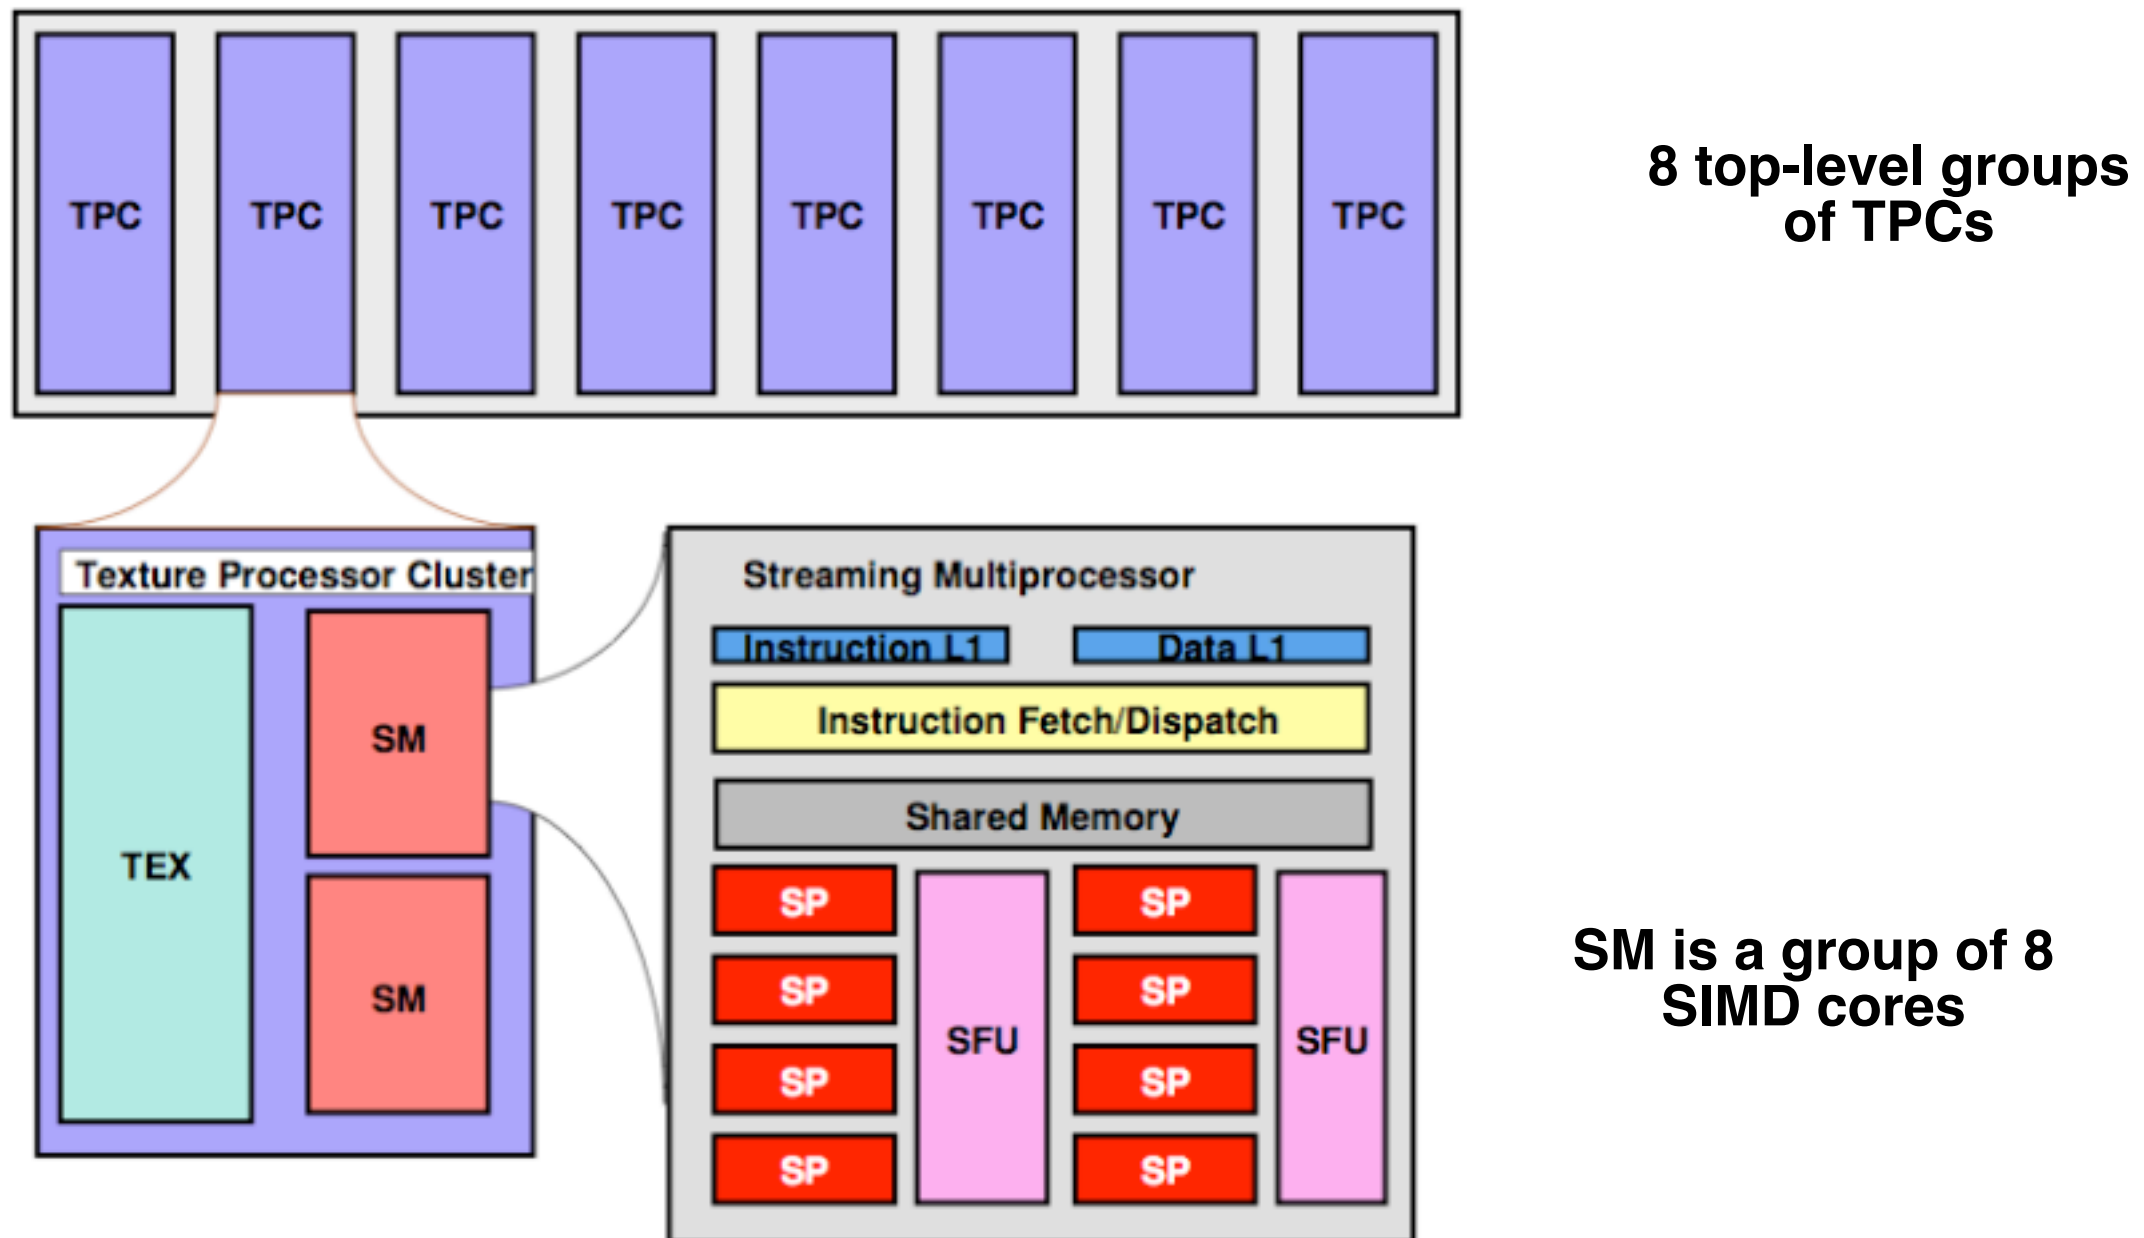 TPC TPC TPC TPC TPC TPC TPC TPC
8 top-level groups
of TPCs
Texture Processor Cluster
TEX
SM
SM
Streaming Multiprocessor
Instruction L1 Data L1
Instruction Fetch/Dispatch
Shared Memory
SP SP
SP SP
SFU SFU
SP SP
SP SP
SM is a group of 8
SIMD cores